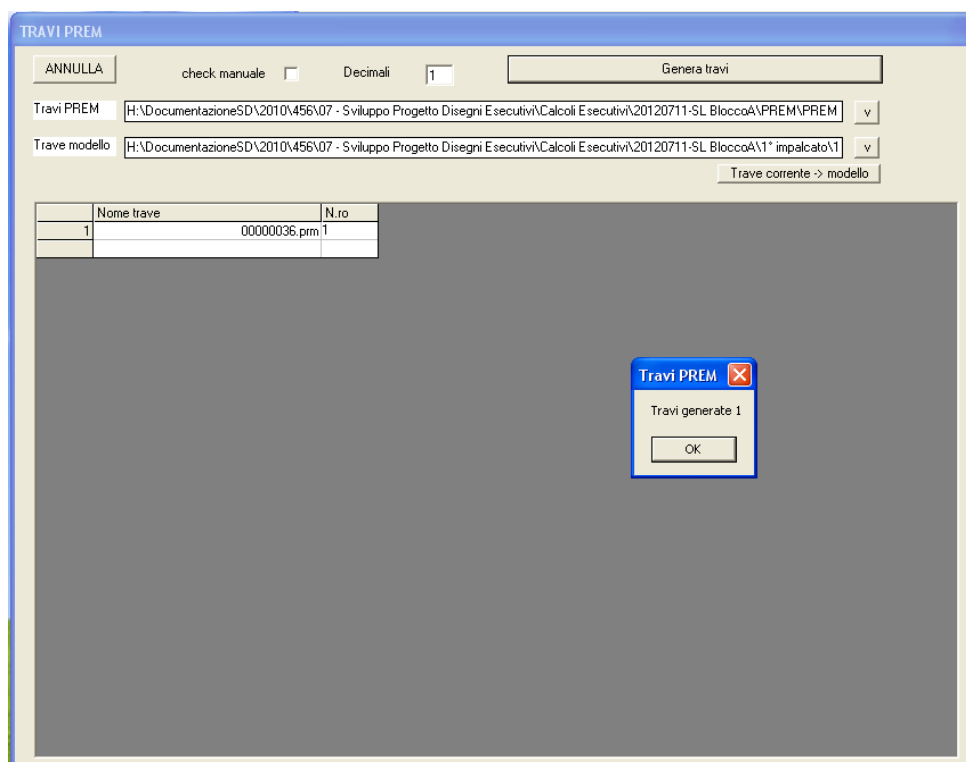 TRAVI PREM
ANNULLA check manuale Decimali 1 Genera travi
Travi PREM H:\DocumentazioneSD\2010\456\07 - Sviluppo Progetto Disegni Esecutivi\Calcoli Esecutivi\20120711-SL BloccoA\PREM\PREM v
Trave modello H:\DocumentazioneSD\2010\456\07 - Sviluppo Progetto Disegni Esecutivi\Calcoli Esecutivi\20120711-SL BloccoA\1° impalcato\1 v
Trave corrente -> modello
Nome trave N.ro
1 00000036.prm 1
Travi PREM
Travi generate 1
OK